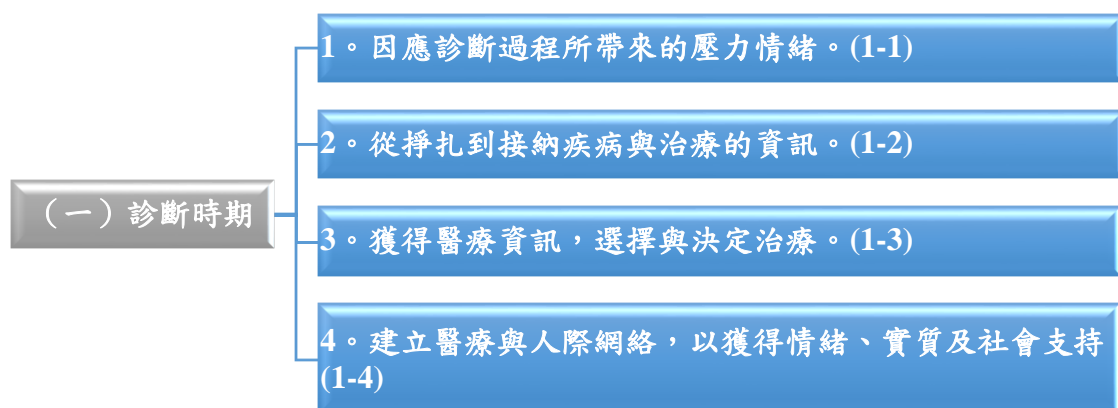 1。因應診斷過程所帶來的壓力情緒。(1-1)
2。從掙扎到接納疾病與治療的資訊。(1-2)
（一）診斷時期
3。獲得醫療資訊，選擇與決定治療。(1-3)
4。建立醫療與人際網絡，以獲得情緒、實質及社會支持
(1-4)